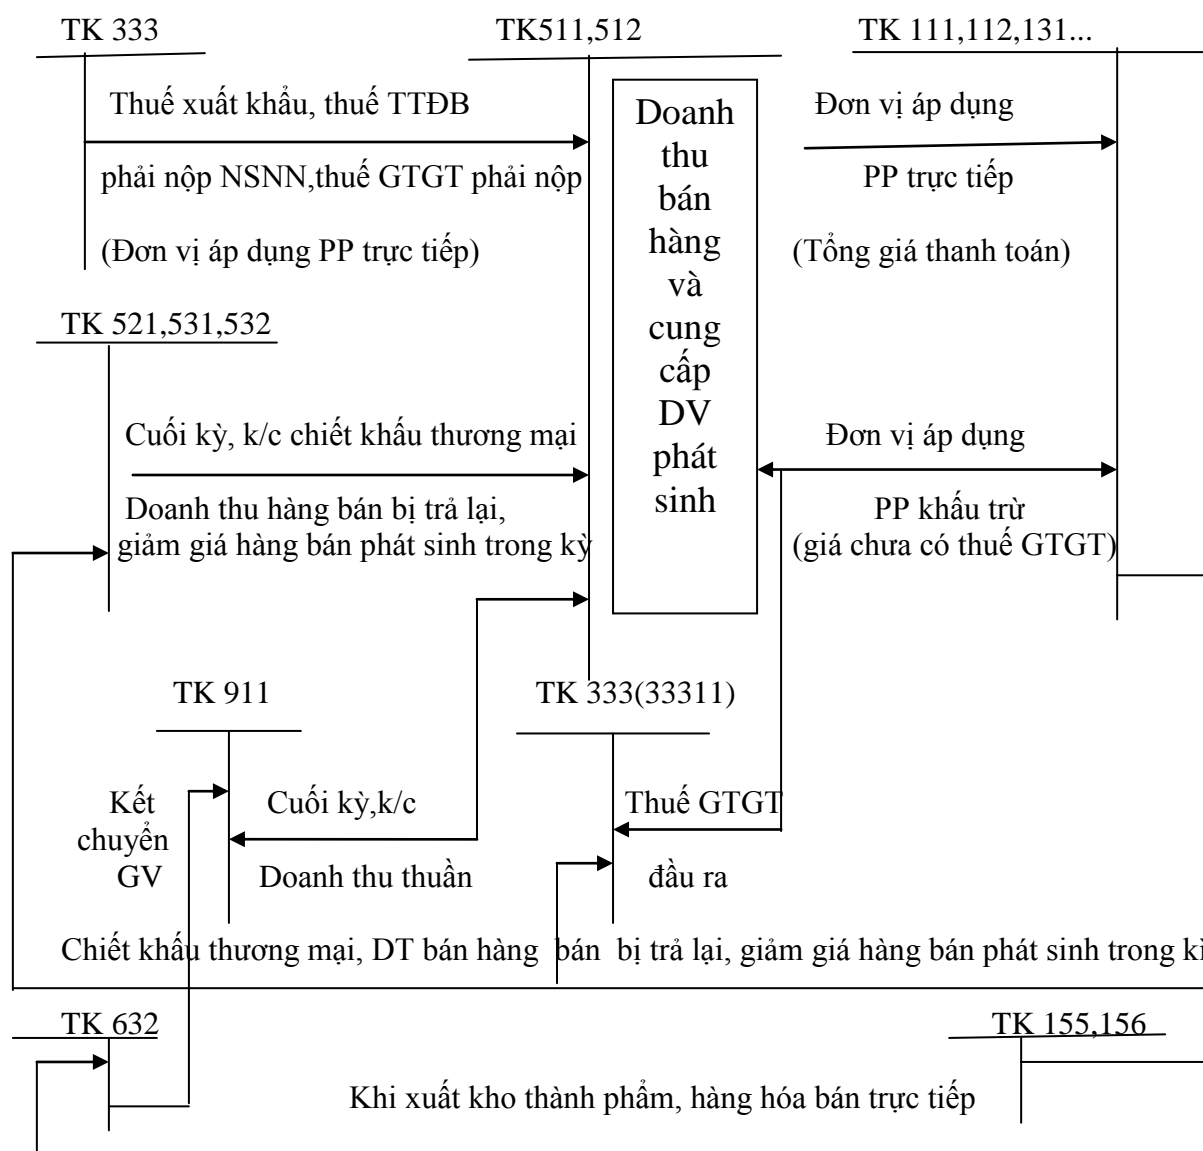 TK 333
TK511,512
TK 111,112,131...
Thuế xuất khẩu, thuế TTĐB
phải nộp NSNN,thuế GTGT phải nộp
(Đơn vị áp dụng PP trực tiếp)
Doanh
thu
bán
hàng
và
cung
cấp
DV
phát
sinh
Đơn vị áp dụng
PP trực tiếp
(Tổng giá thanh toán)
TK 521,531,532
Cuối kỳ, k/c chiết khấu thương mại
Doanh thu hàng bán bị trả lại,
giảm giá hàng bán phát sinh trong kỳ
Đơn vị áp dụng
PP khấu trừ
(giá chưa có thuế GTGT)
TK 911
TK 333(33311)
Kết
chuyển
GV
Cuối kỳ,k/c
Doanh thu thuần
Thuế GTGT
đầu ra
Chiết khấu thương mại, DT bán hàng bán bị trả lại, giảm giá hàng bán phát sinh trong kì
TK 632
TK 155,156
Khi xuất kho thành phẩm, hàng hóa bán trực tiếp